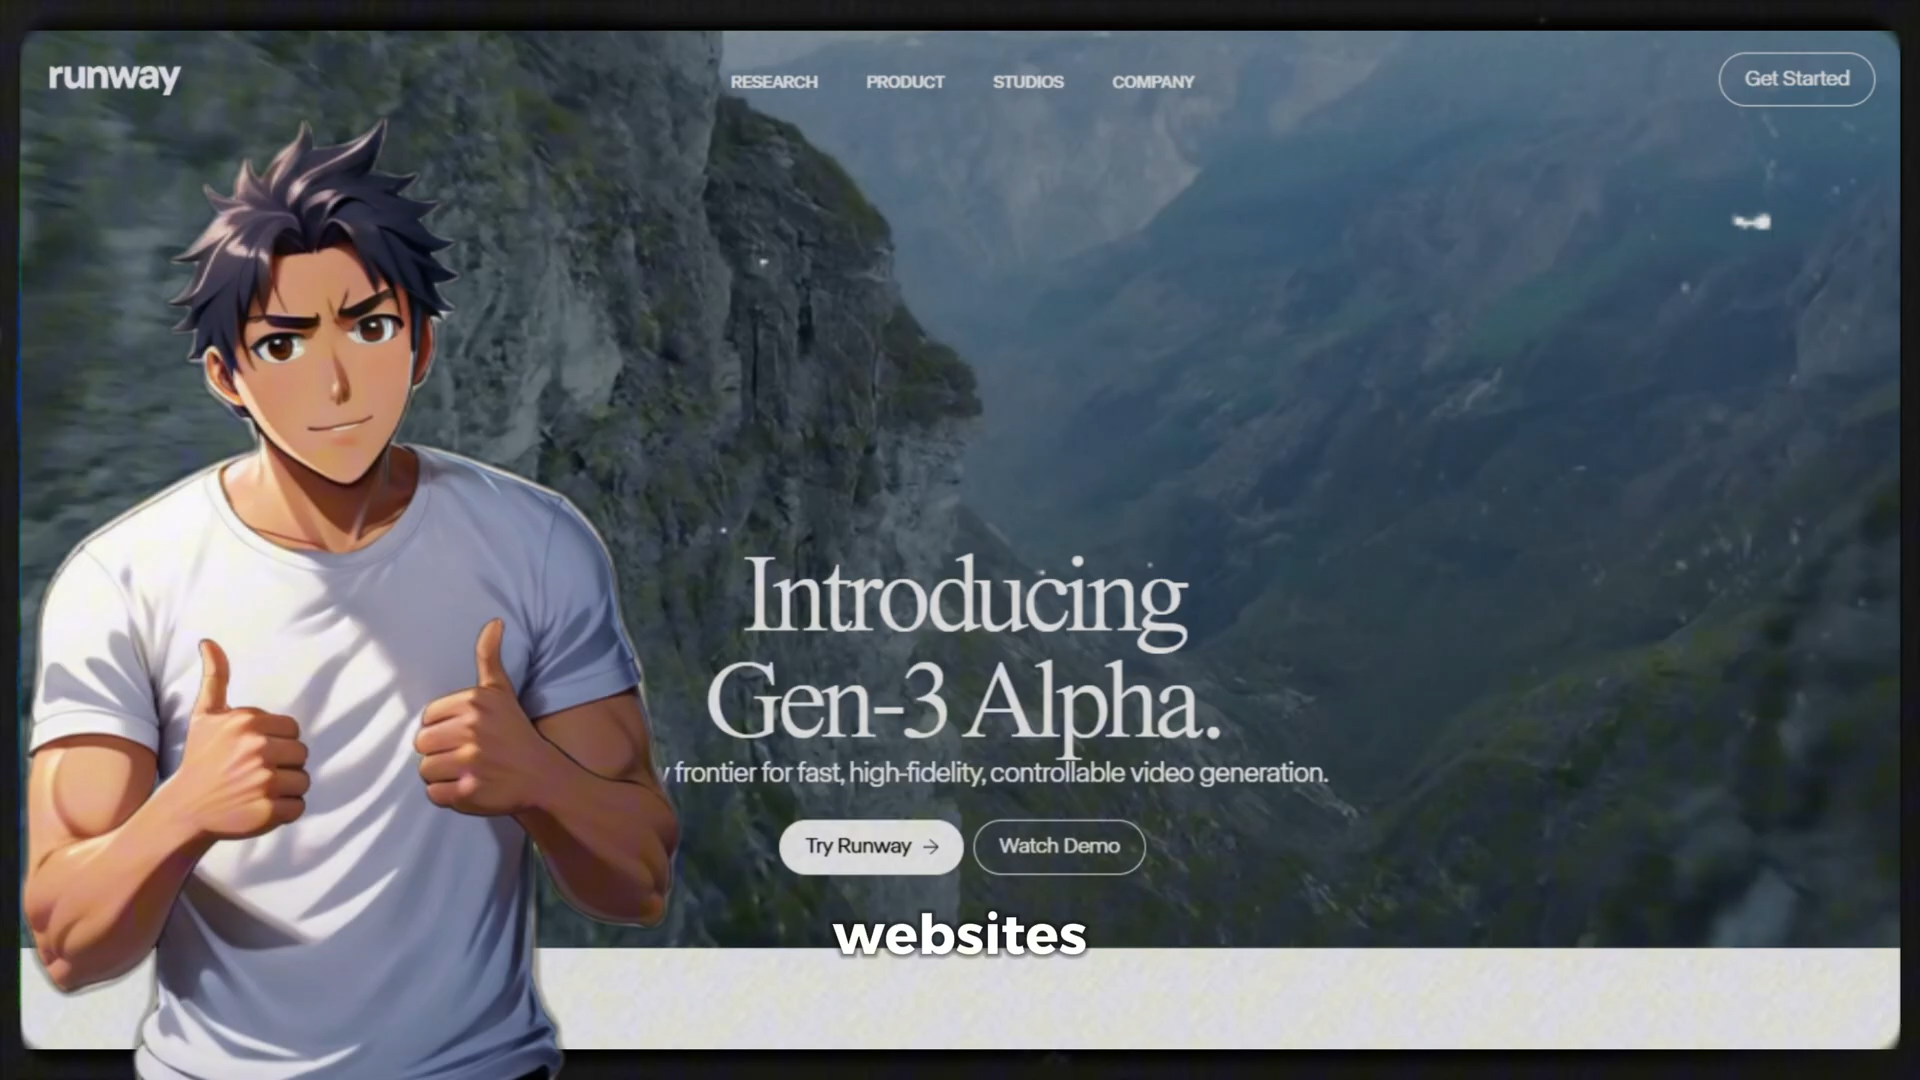 runway
RESEARCH PRODUCT STUDIOS COMPANY
Get Started
Introducing
Gen-3 Alpha.
frontier for fast, high-fidelity, controllable video generation.
Try Runway → Watch Demo
websites